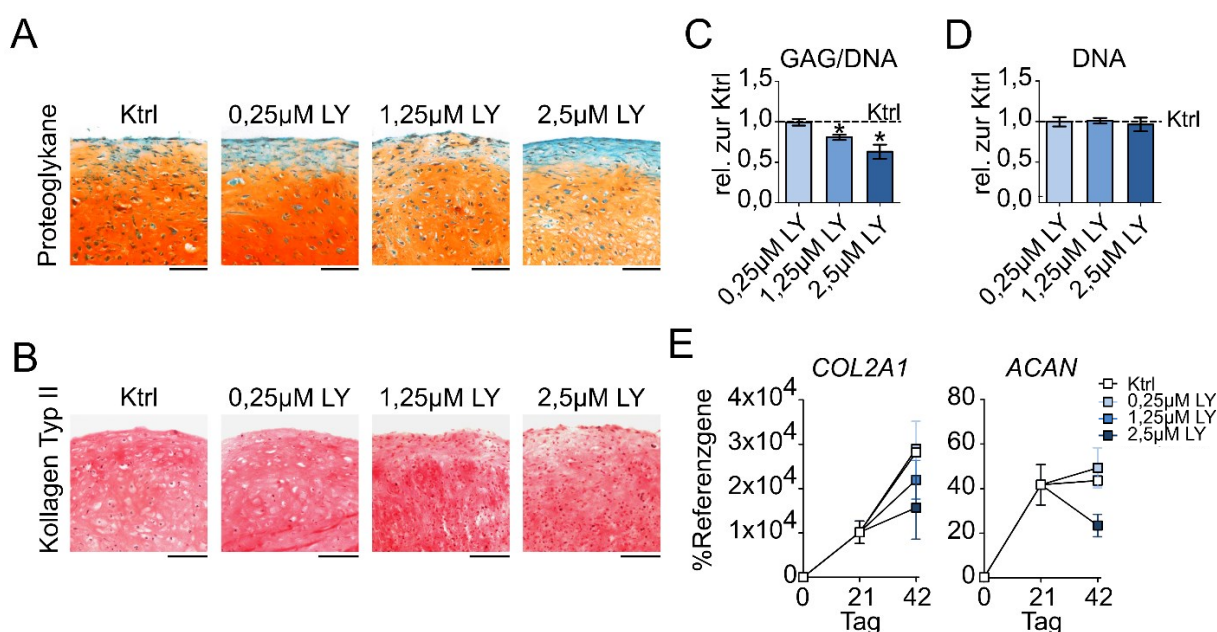 A
Ktrl
0,25µM LY
1,25µM LY
2,5µM LY
Proteoglykane
B
Ktrl
0,25µM LY
1,25µM LY
2,5µM LY
Kollagen Typ II
C
GAG/DNA
rel. zur Ktrl
1,5
1,0
0,5
0,0
Ktrl
*
*
0,25µM LY
1,25µM LY
2,5µM LY
D
DNA
rel. zur Ktrl
1,5
1,0
0,5
0,0
Ktrl
0,25µM LY
1,25µM LY
2,5µM LY
E
COL2A1
%Referenzgene
4x10⁴
3x10⁴
2x10⁴
1x10⁴
0
0 21 42
Tag
ACAN
80
60
40
20
0
0 21 42
Tag
Ktrl
0,25µM LY
1,25µM LY
2,5µM LY